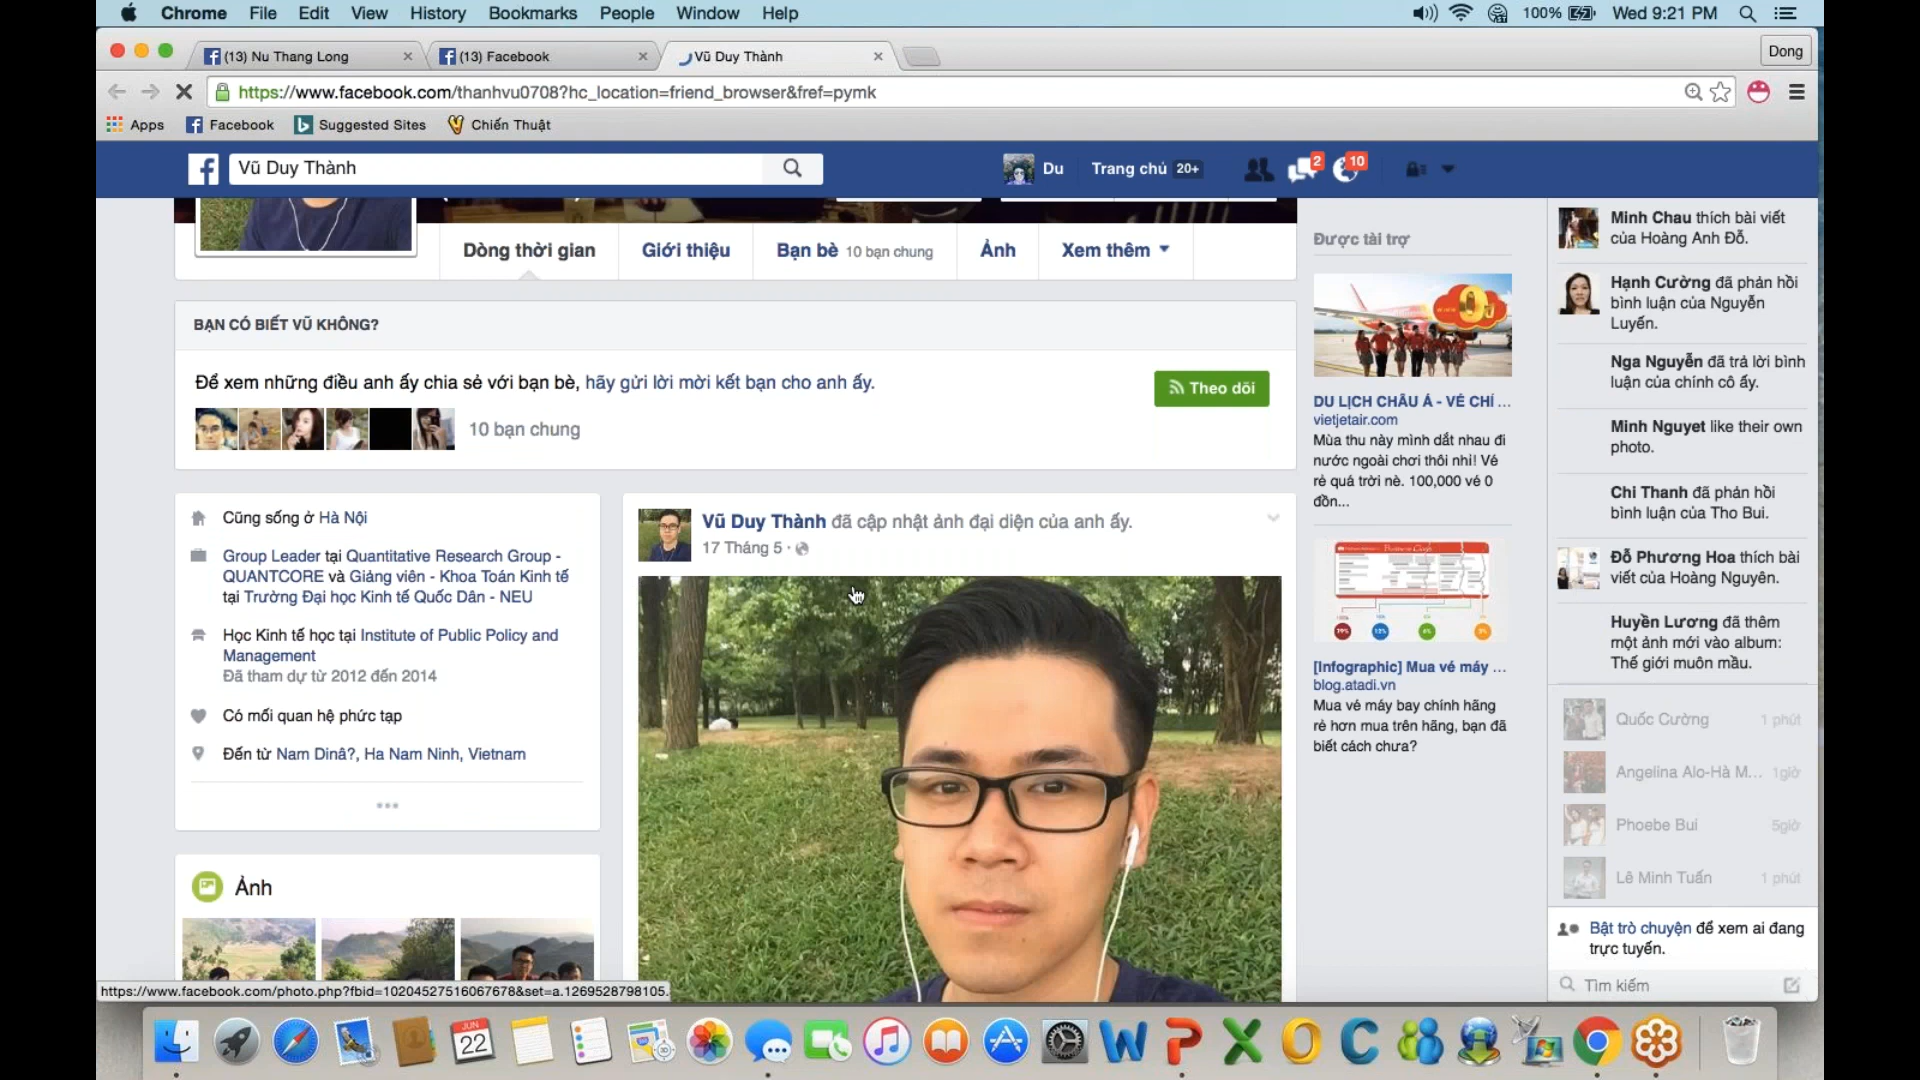 Chrome File Edit View History Bookmarks People Window Help
100% Wed 9:21 PM
(13) Nu Thang Long
(13) Facebook
Vũ Duy Thành
Dong
https://www.facebook.com/thanhvu0708?hc_location=friend_browser&fref=pymk
Apps Facebook Suggested Sites Chiến Thuật
Vũ Duy Thành
Du Trang chủ 20+ 2 10
Dòng thời gian Giới thiệu Bạn bè 10 bạn chung Ảnh Xem thêm
BẠN CÓ BIẾT VŨ KHÔNG?
Để xem những điều anh ấy chia sẻ với bạn bè, hãy gửi lời mời kết bạn cho anh ấy.
Theo dõi
10 bạn chung
Cũng sống ở Hà Nội
Group Leader tại Quantitative Research Group -
QUANTCORE và Giảng viên - Khoa Toán Kinh tế
tại Trường Đại học Kinh tế Quốc Dân - NEU
Học Kinh tế học tại Institute of Public Policy and
Management
Đã tham dự từ 2012 đến 2014
Có mối quan hệ phức tạp
Đến từ Nam Dinâ?, Ha Nam Ninh, Vietnam
Ảnh
Vũ Duy Thành đã cập nhật ảnh đại diện của anh ấy.
17 Tháng 5
Được tài trợ
DU LỊCH CHÂU Á - VÉ CHỈ ...
vietjetair.com
Mùa thu này mình dắt nhau đi
nước ngoài chơi thôi nhỉ! Vé
rẻ quá trời nè. 100,000 vé 0
đồn...
[Infographic] Mua vé máy ...
blog.atadi.vn
Mua vé máy bay chính hãng
rẻ hơn mua trên hãng, bạn đã
biết cách chưa?
Minh Chau thích bài viết
của Hoàng Anh Đỗ.
Hạnh Cường đã phản hồi
bình luận của Nguyễn
Luyến.
Nga Nguyễn đã trả lời bình
luận của chính cô ấy.
Minh Nguyet like their own
photo.
Chi Thanh đã phản hồi
bình luận của Tho Bui.
Đỗ Phương Hoa thích bài
viết của Hoàng Nguyên.
Huyền Lương đã thêm
một ảnh mới vào album:
Thế giới muôn mầu.
Quốc Cường 1 phút
Angelina Alo-Hà M... 1giờ
Phoebe Bui 5giờ
Lê Minh Tuấn 1 phút
Bật trò chuyện để xem ai đang
trực tuyến.
Tìm kiếm
https://www.facebook.com/photo.php?fbid=10204527516067678&set=a.1269528798105.
JUN
22